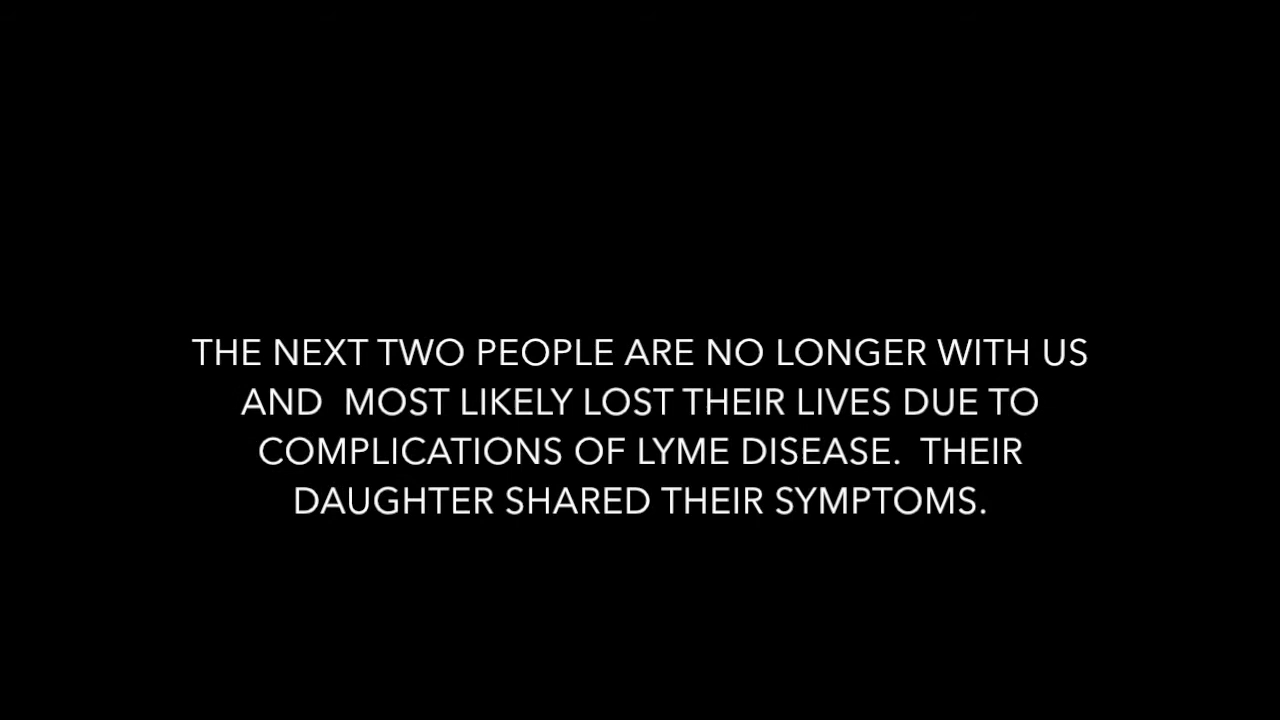 THE NEXT TWO PEOPLE ARE NO LONGER WITH US
AND  MOST LIKELY LOST THEIR LIVES DUE TO
COMPLICATIONS OF LYME DISEASE.  THEIR
DAUGHTER SHARED THEIR SYMPTOMS.